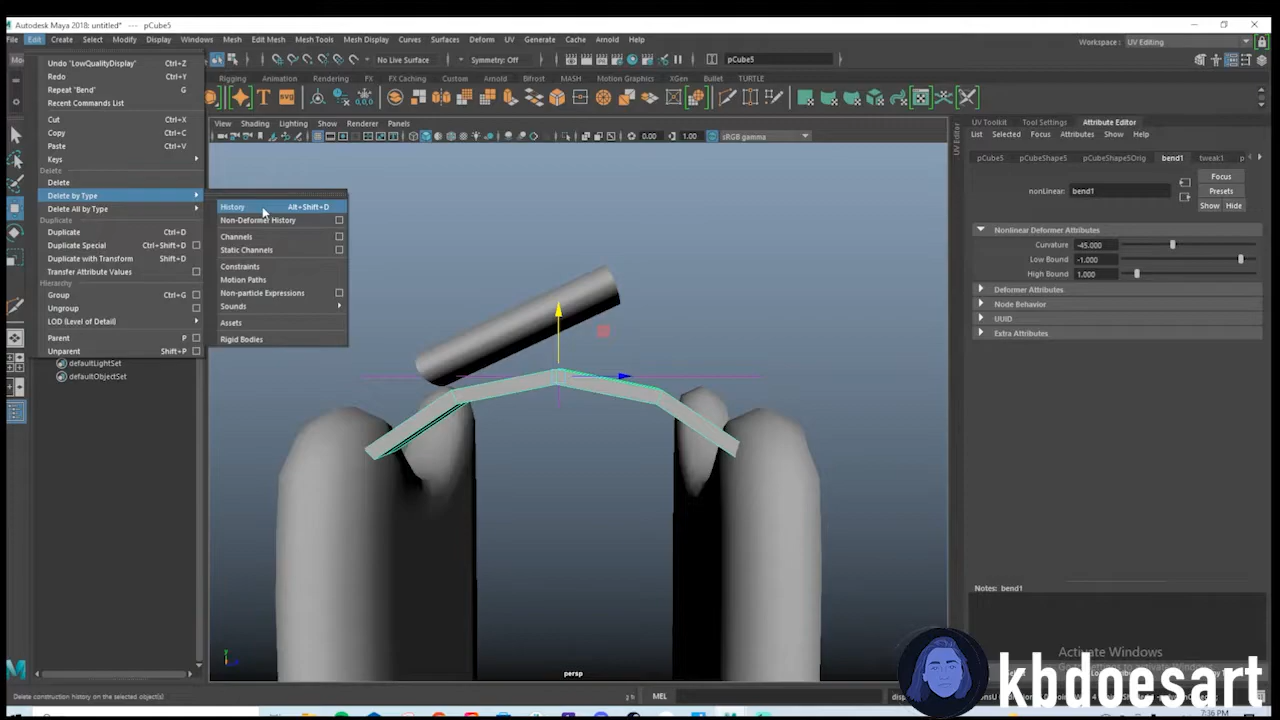 Autodesk Maya 2018: untitled* --- pCube5
File Edit Create Select Modify Display Windows Mesh Edit Mesh Mesh Tools Mesh Display Curves Surfaces Deform UV Generate Cache Arnold Help
Workspace : UV Editing
No Live Surface Symmetry: Off pCube5
Rigging Animation Rendering FX FX Caching Custom Arnold Bifrost MASH Motion Graphics XGen Bullet TURTLE
View Shading Lighting Show Renderer Panels
0.00 1.00 sRGB gamma
Undo "LowQualityDisplay" Ctrl+Z
Redo Ctrl+Y
Repeat "Bend" G
Recent Commands List
Cut Ctrl+X
Copy Ctrl+C
Paste Ctrl+V
Keys
Delete
Delete
Delete by Type
Delete All by Type
Duplicate
Duplicate Ctrl+D
Duplicate Special Ctrl+Shift+D
Duplicate with Transform Shift+D
Transfer Attribute Values
Hierarchy
Group Ctrl+G
Ungroup
LOD (Level of Detail)
Parent P
Unparent Shift+P
defaultLightSet
defaultObjectSet
History Alt+Shift+D
Non-Deformer History
Channels
Static Channels
Constraints
Motion Paths
Non-particle Expressions
Sounds
Assets
Rigid Bodies
persp
UV Editor
UV Toolkit Tool Settings Attribute Editor
List Selected Focus Attributes Show Help
pCube5 pCubeShape5 pCubeShape5Orig bend1 tweak1
nonLinear: bend1
Focus
Presets
Show Hide
Nonlinear Deformer Attributes
Curvature -45.000
Low Bound -1.000
High Bound 1.000
Deformer Attributes
Node Behavior
UUID
Extra Attributes
Notes: bend1
Activate Windows
kbdoesart
Delete construction history on the selected object(s)
MEL
7:36 PM